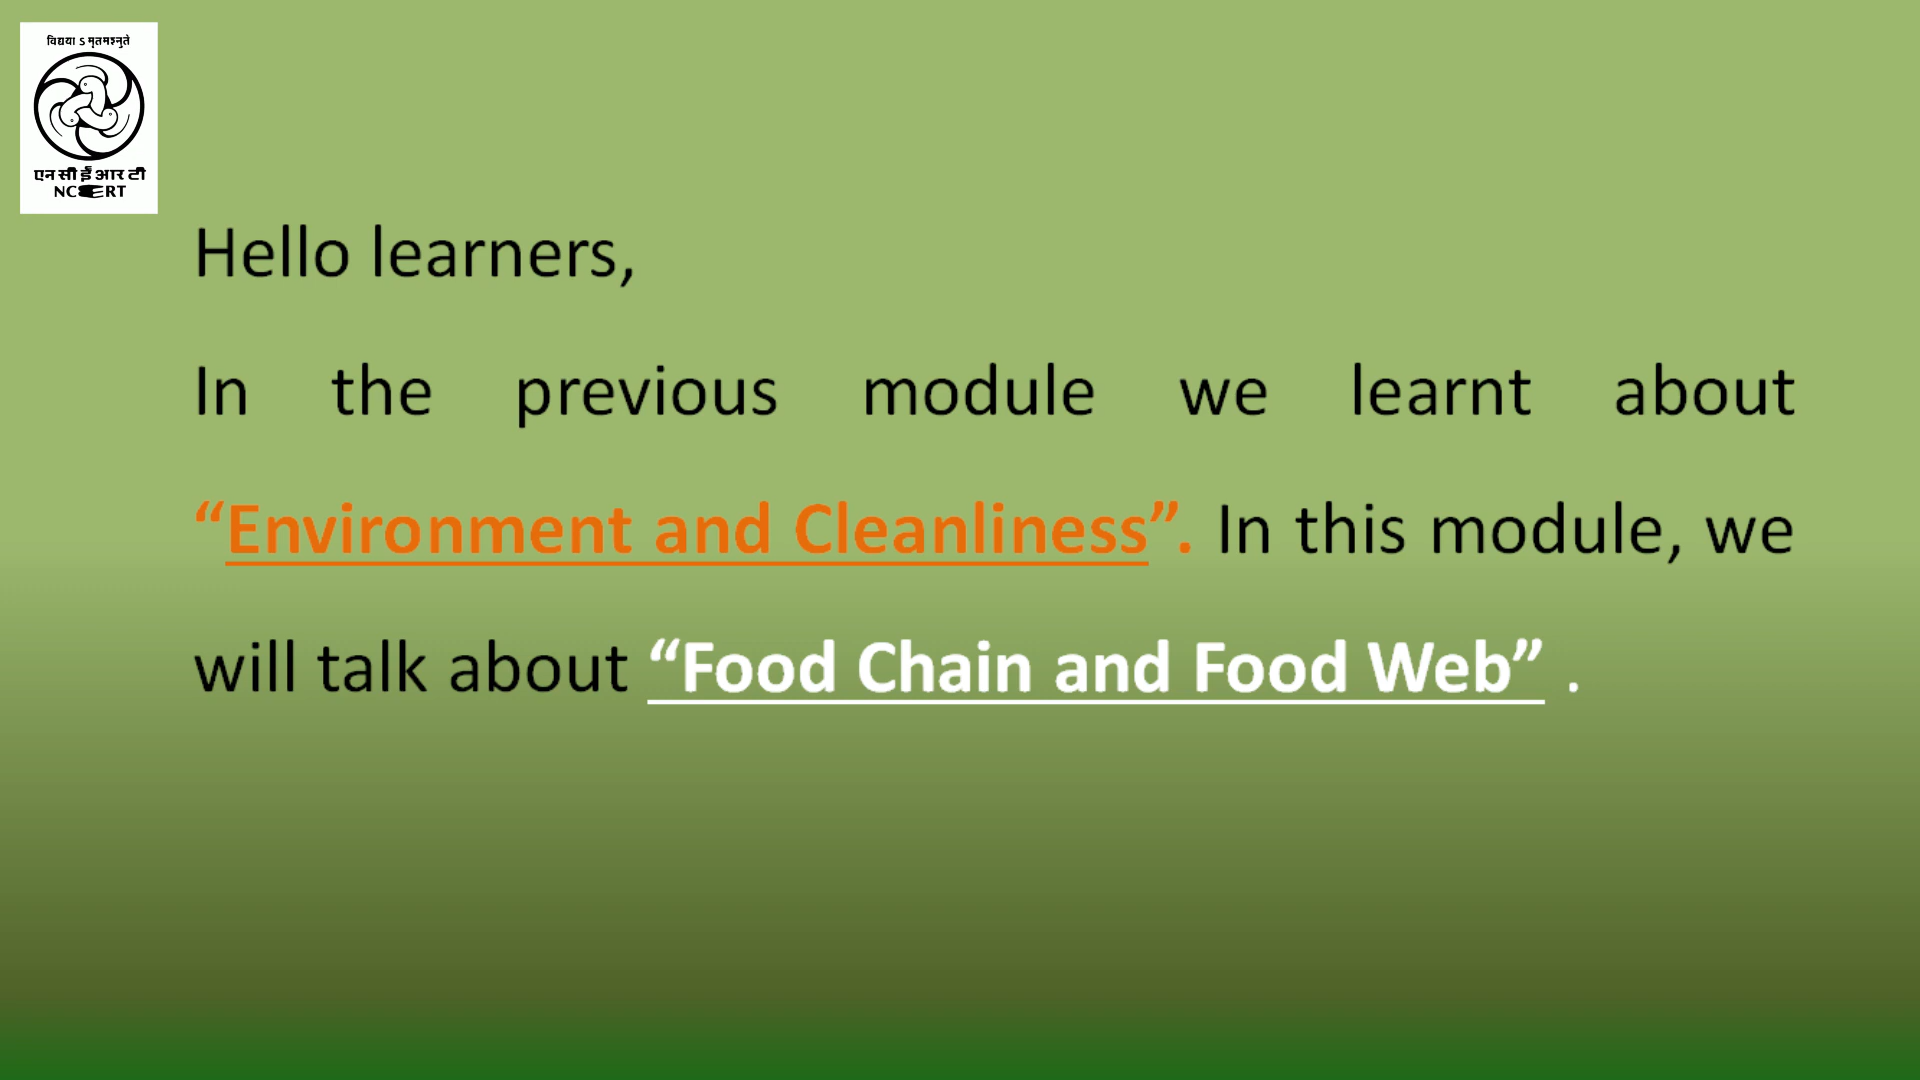 विद्यया ऽ मृतमश्नुते
एन सी ई आर टी
NCERT
Hello learners,
In the previous module we learnt about
“Environment and Cleanliness”. In this module, we
will talk about “Food Chain and Food Web” .